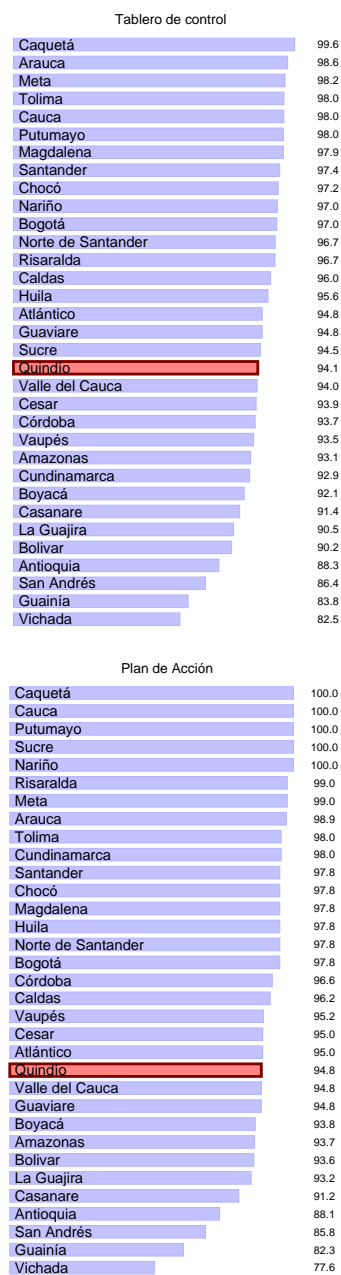 Tablero de control
Caquetá 99.6
Arauca 98.6
Meta 98.2
Tolima 98.0
Cauca 98.0
Putumayo 98.0
Magdalena 97.9
Santander 97.4
Chocó 97.2
Nariño 97.0
Bogotá 97.0
Norte de Santander 96.7
Risaralda 96.7
Caldas 96.0
Huila 95.6
Atlántico 94.8
Guaviare 94.8
Sucre 94.5
Quindio 94.1
Valle del Cauca 94.0
Cesar 93.9
Córdoba 93.7
Vaupés 93.5
Amazonas 93.1
Cundinamarca 92.9
Boyacá 92.1
Casanare 91.4
La Guajira 90.5
Bolivar 90.2
Antioquia 88.3
San Andrés 86.4
Guainía 83.8
Vichada 82.5
Plan de Acción
Caquetá 100.0
Cauca 100.0
Putumayo 100.0
Sucre 100.0
Nariño 100.0
Risaralda 99.0
Meta 99.0
Arauca 98.9
Tolima 98.0
Cundinamarca 98.0
Santander 97.8
Chocó 97.8
Magdalena 97.8
Huila 97.8
Norte de Santander 97.8
Bogotá 97.8
Córdoba 96.6
Caldas 96.2
Vaupés 95.2
Cesar 95.0
Atlántico 95.0
Quindio 94.8
Valle del Cauca 94.8
Guaviare 94.8
Boyacá 93.8
Amazonas 93.7
Bolivar 93.6
La Guajira 93.2
Casanare 91.2
Antioquia 88.1
San Andrés 85.8
Guainía 82.3
Vichada 77.6